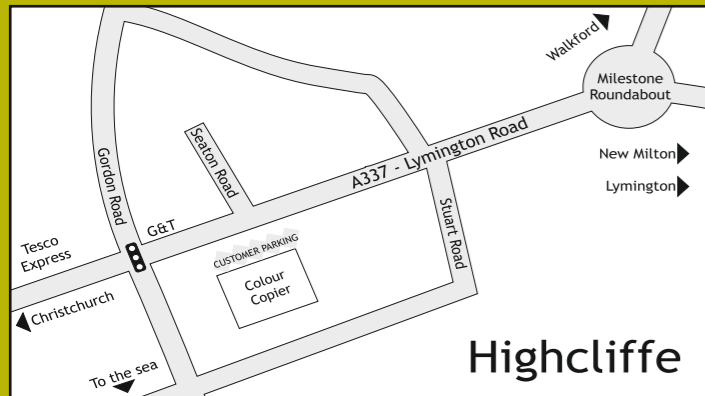 Walkford
Milestone
Roundabout
New Milton
Lymington
A337 - Lymington Road
Seaton Road
Gordon Road
Stuart Road
G&T
Tesco
Express
CUSTOMER PARKING
Colour
Copier
Christchurch
To the sea
Highcliffe